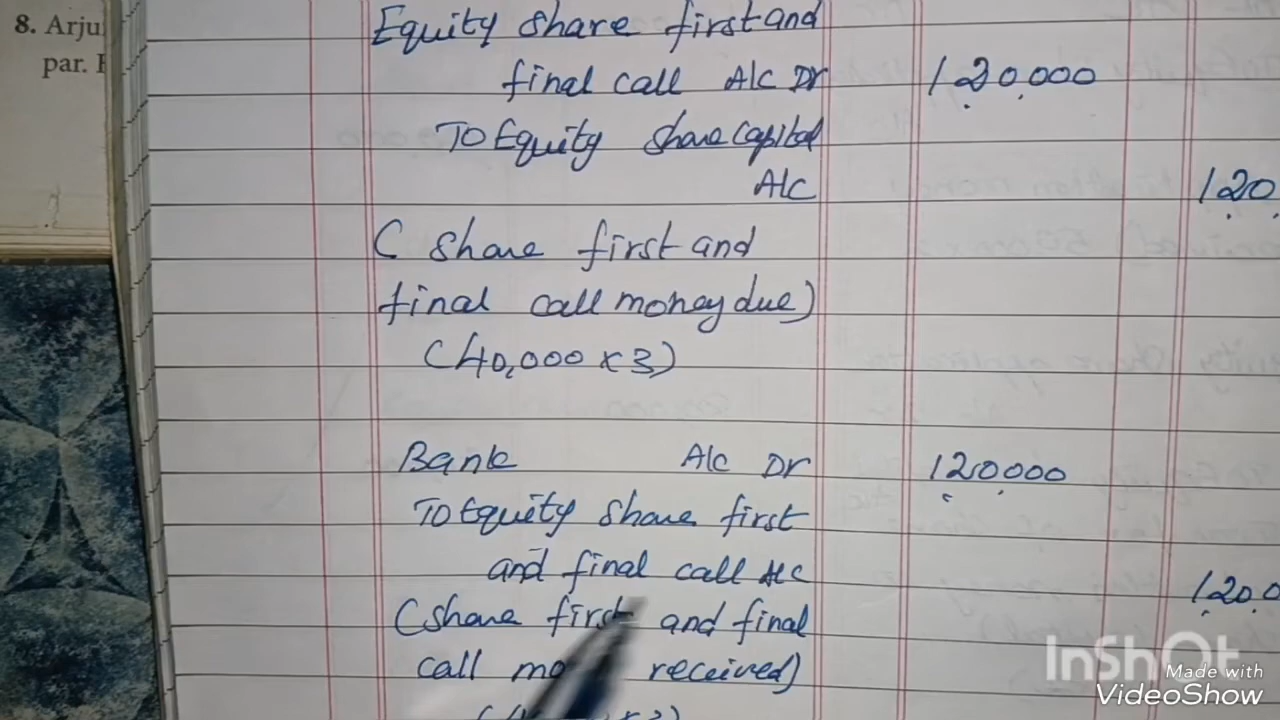 8. Arju
par.
Equity share first and
final call A/c Dr 1,20,000
To Equity share capital
A/c 1,20,
( share first and
final call money due)
(40,000 x 3)
Bank A/c Dr 1,20,000
To Equity share first
and final call A/c
1,20,0
(share first and final
call received)
InShOt
Made with
VideoShow